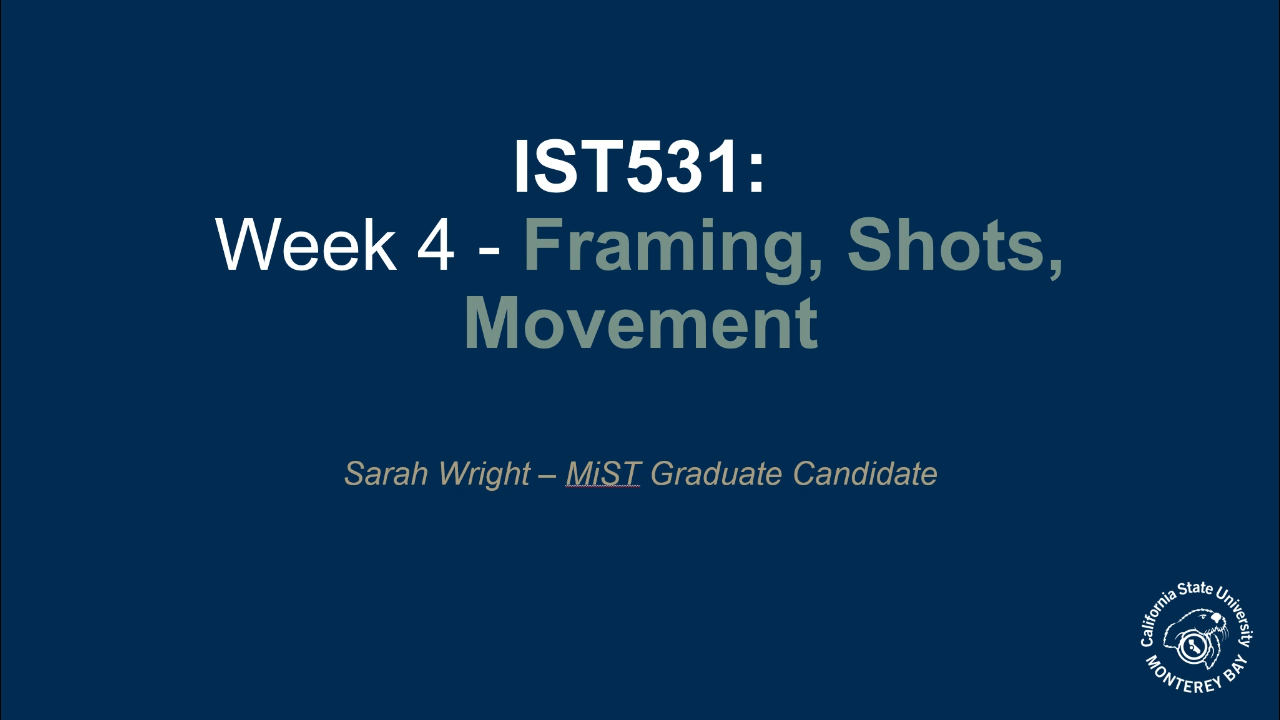 IST531:
Week 4 - Framing, Shots,
Movement
Sarah Wright – MiST Graduate Candidate
California State University
MONTEREY BAY